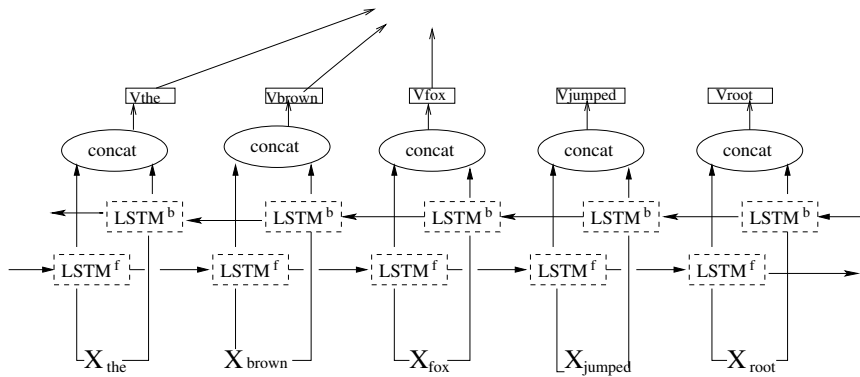 Vthe Vbrown Vfox Vjumped Vroot
concat concat concat concat concat
LSTM b LSTM b LSTM b LSTM b LSTM b
LSTM f LSTM f LSTM f LSTM f LSTM f
X the X brown X fox X jumped X root